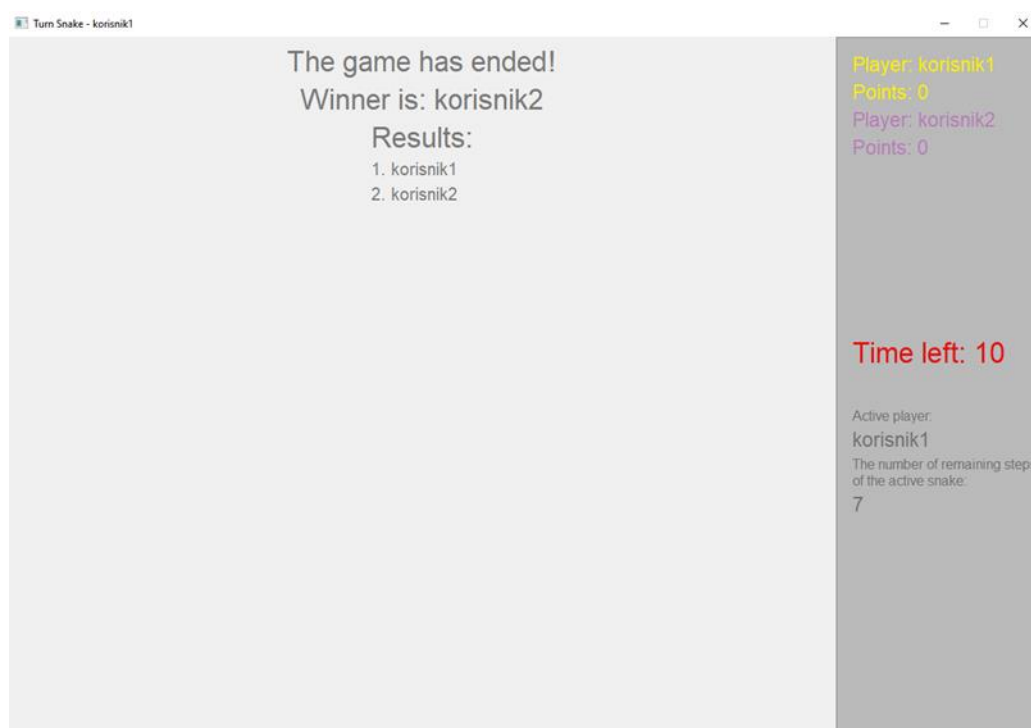 Turn Snake - korisnik1
The game has ended!
Winner is: korisnik2
Results:
1. korisnik1
2. korisnik2
Player: korisnik1
Points: 0
Player: korisnik2
Points: 0
Time left: 10
Active player:
korisnik1
The number of remaining step
of the active snake:
7